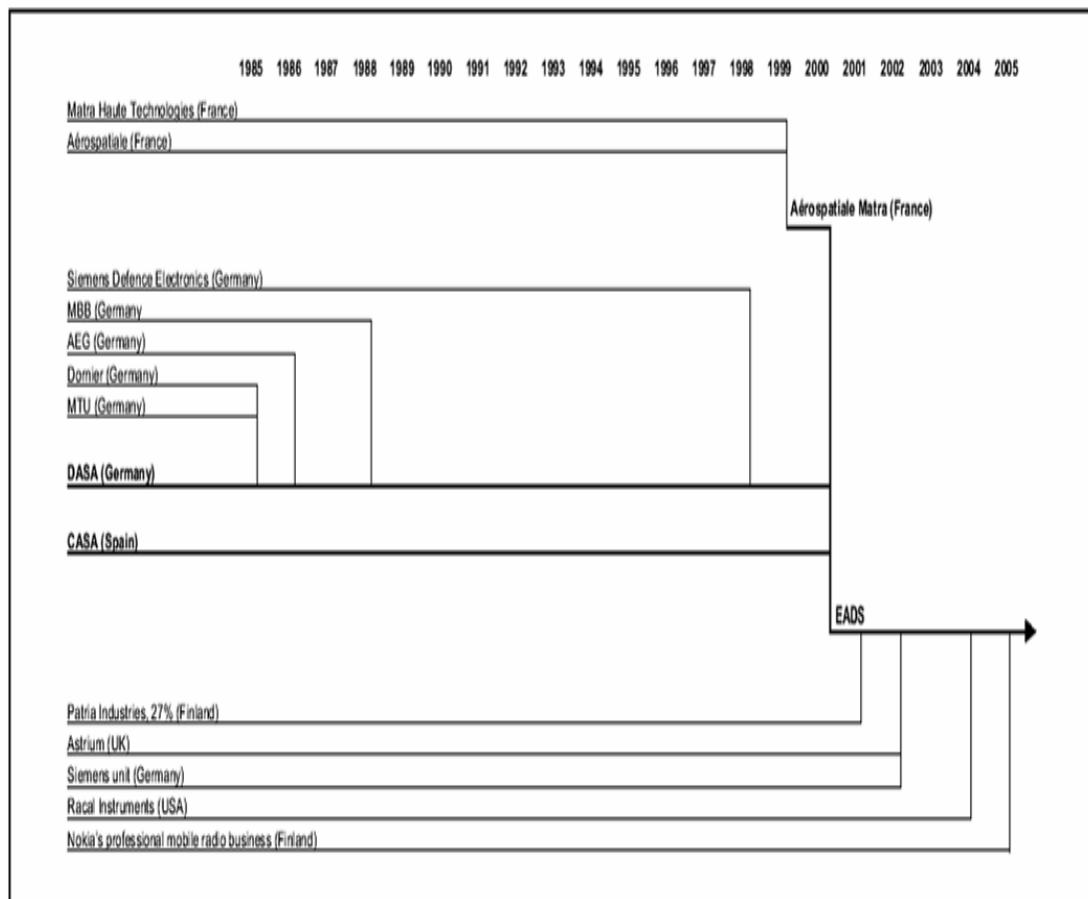 1985 1986 1987 1988 1989 1990 1991 1992 1993 1994 1995 1996 1997 1998 1999 2000 2001 2002 2003 2004 2005
Matra Haute Technologies (France)
Aérospatiale (France)
Aérospatiale Matra (France)
Siemens Defence Electronics (Germany)
MBB (Germany
AEG (Germany)
Dornier (Germany)
MTU (Germany)
DASA (Germany)
CASA (Spain)
EADS
Patria Industries, 27% (Finland)
Astrium (UK)
Siemens unit (Germany)
Racal Instruments (USA)
Nokia's professional mobile radio business (Finland)